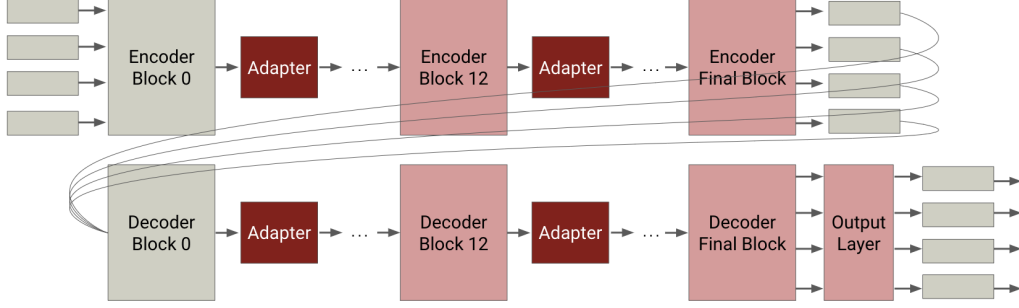 Encoder
Block 0
Adapter
...
Encoder
Block 12
Adapter
...
Encoder
Final Block
Decoder
Block 0
Adapter
...
Decoder
Block 12
Adapter
...
Decoder
Final Block
Output
Layer